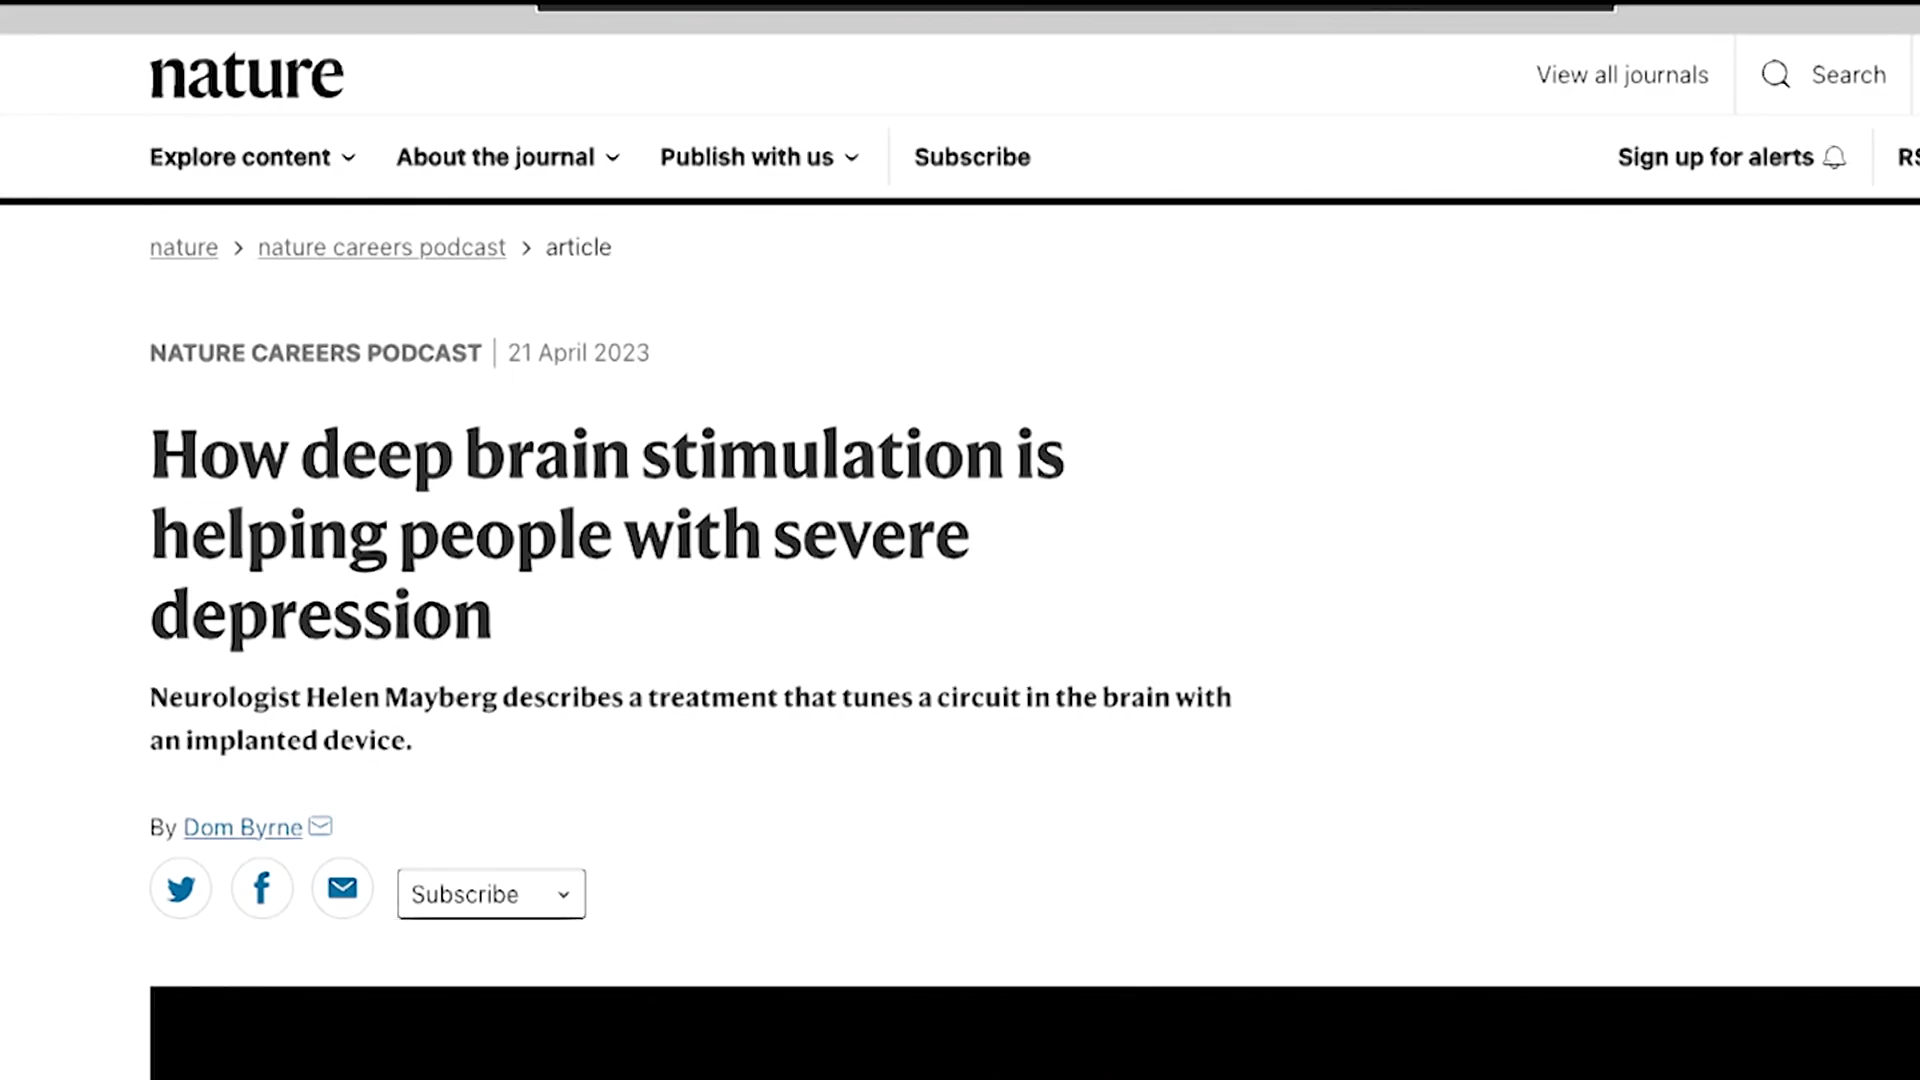 nature
View all journals
Search
Explore content
About the journal
Publish with us
Subscribe
Sign up for alerts
nature > nature careers podcast > article
NATURE CAREERS PODCAST | 21 April 2023
How deep brain stimulation is
helping people with severe
depression
Neurologist Helen Mayberg describes a treatment that tunes a circuit in the brain with
an implanted device.
By Dom Byrne
Subscribe